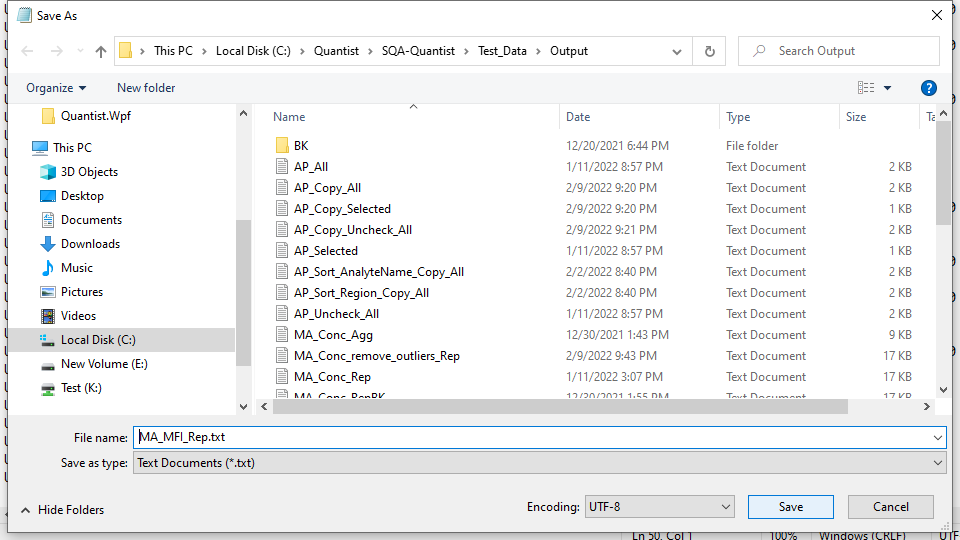 Save As
This PC > Local Disk (C:) > Quantist > SQA-Quantist > Test_Data > Output
Search Output
Organize New folder
Name Date Type Size
Quantist.Wpf
This PC
3D Objects
Desktop
Documents
Downloads
Music
Pictures
Videos
Local Disk (C:)
New Volume (E:)
Test (K:)
BK 12/20/2021 6:44 PM File folder
AP_All 1/11/2022 8:57 PM Text Document 2 KB
AP_Copy_All 2/9/2022 9:20 PM Text Document 2 KB
AP_Copy_Selected 2/9/2022 9:20 PM Text Document 1 KB
AP_Copy_Uncheck_All 2/9/2022 9:21 PM Text Document 2 KB
AP_Selected 1/11/2022 8:57 PM Text Document 1 KB
AP_Sort_AnalyteName_Copy_All 2/2/2022 8:40 PM Text Document 2 KB
AP_Sort_Region_Copy_All 2/2/2022 8:40 PM Text Document 2 KB
AP_Uncheck_All 1/11/2022 8:57 PM Text Document 2 KB
MA_Conc_Agg 12/30/2021 1:43 PM Text Document 9 KB
MA_Conc_remove_outliers_Rep 2/9/2022 9:43 PM Text Document 17 KB
MA_Conc_Rep 1/11/2022 3:07 PM Text Document 17 KB
MA_Conc_RepBK 12/30/2021 1:55 PM Text Document 17 KB
File name: MA_MFI_Rep.txt
Save as type: Text Documents (*.txt)
Hide Folders
Encoding: UTF-8
Save Cancel
Ln 50, Col 1 100% Windows (CRLF) UTF